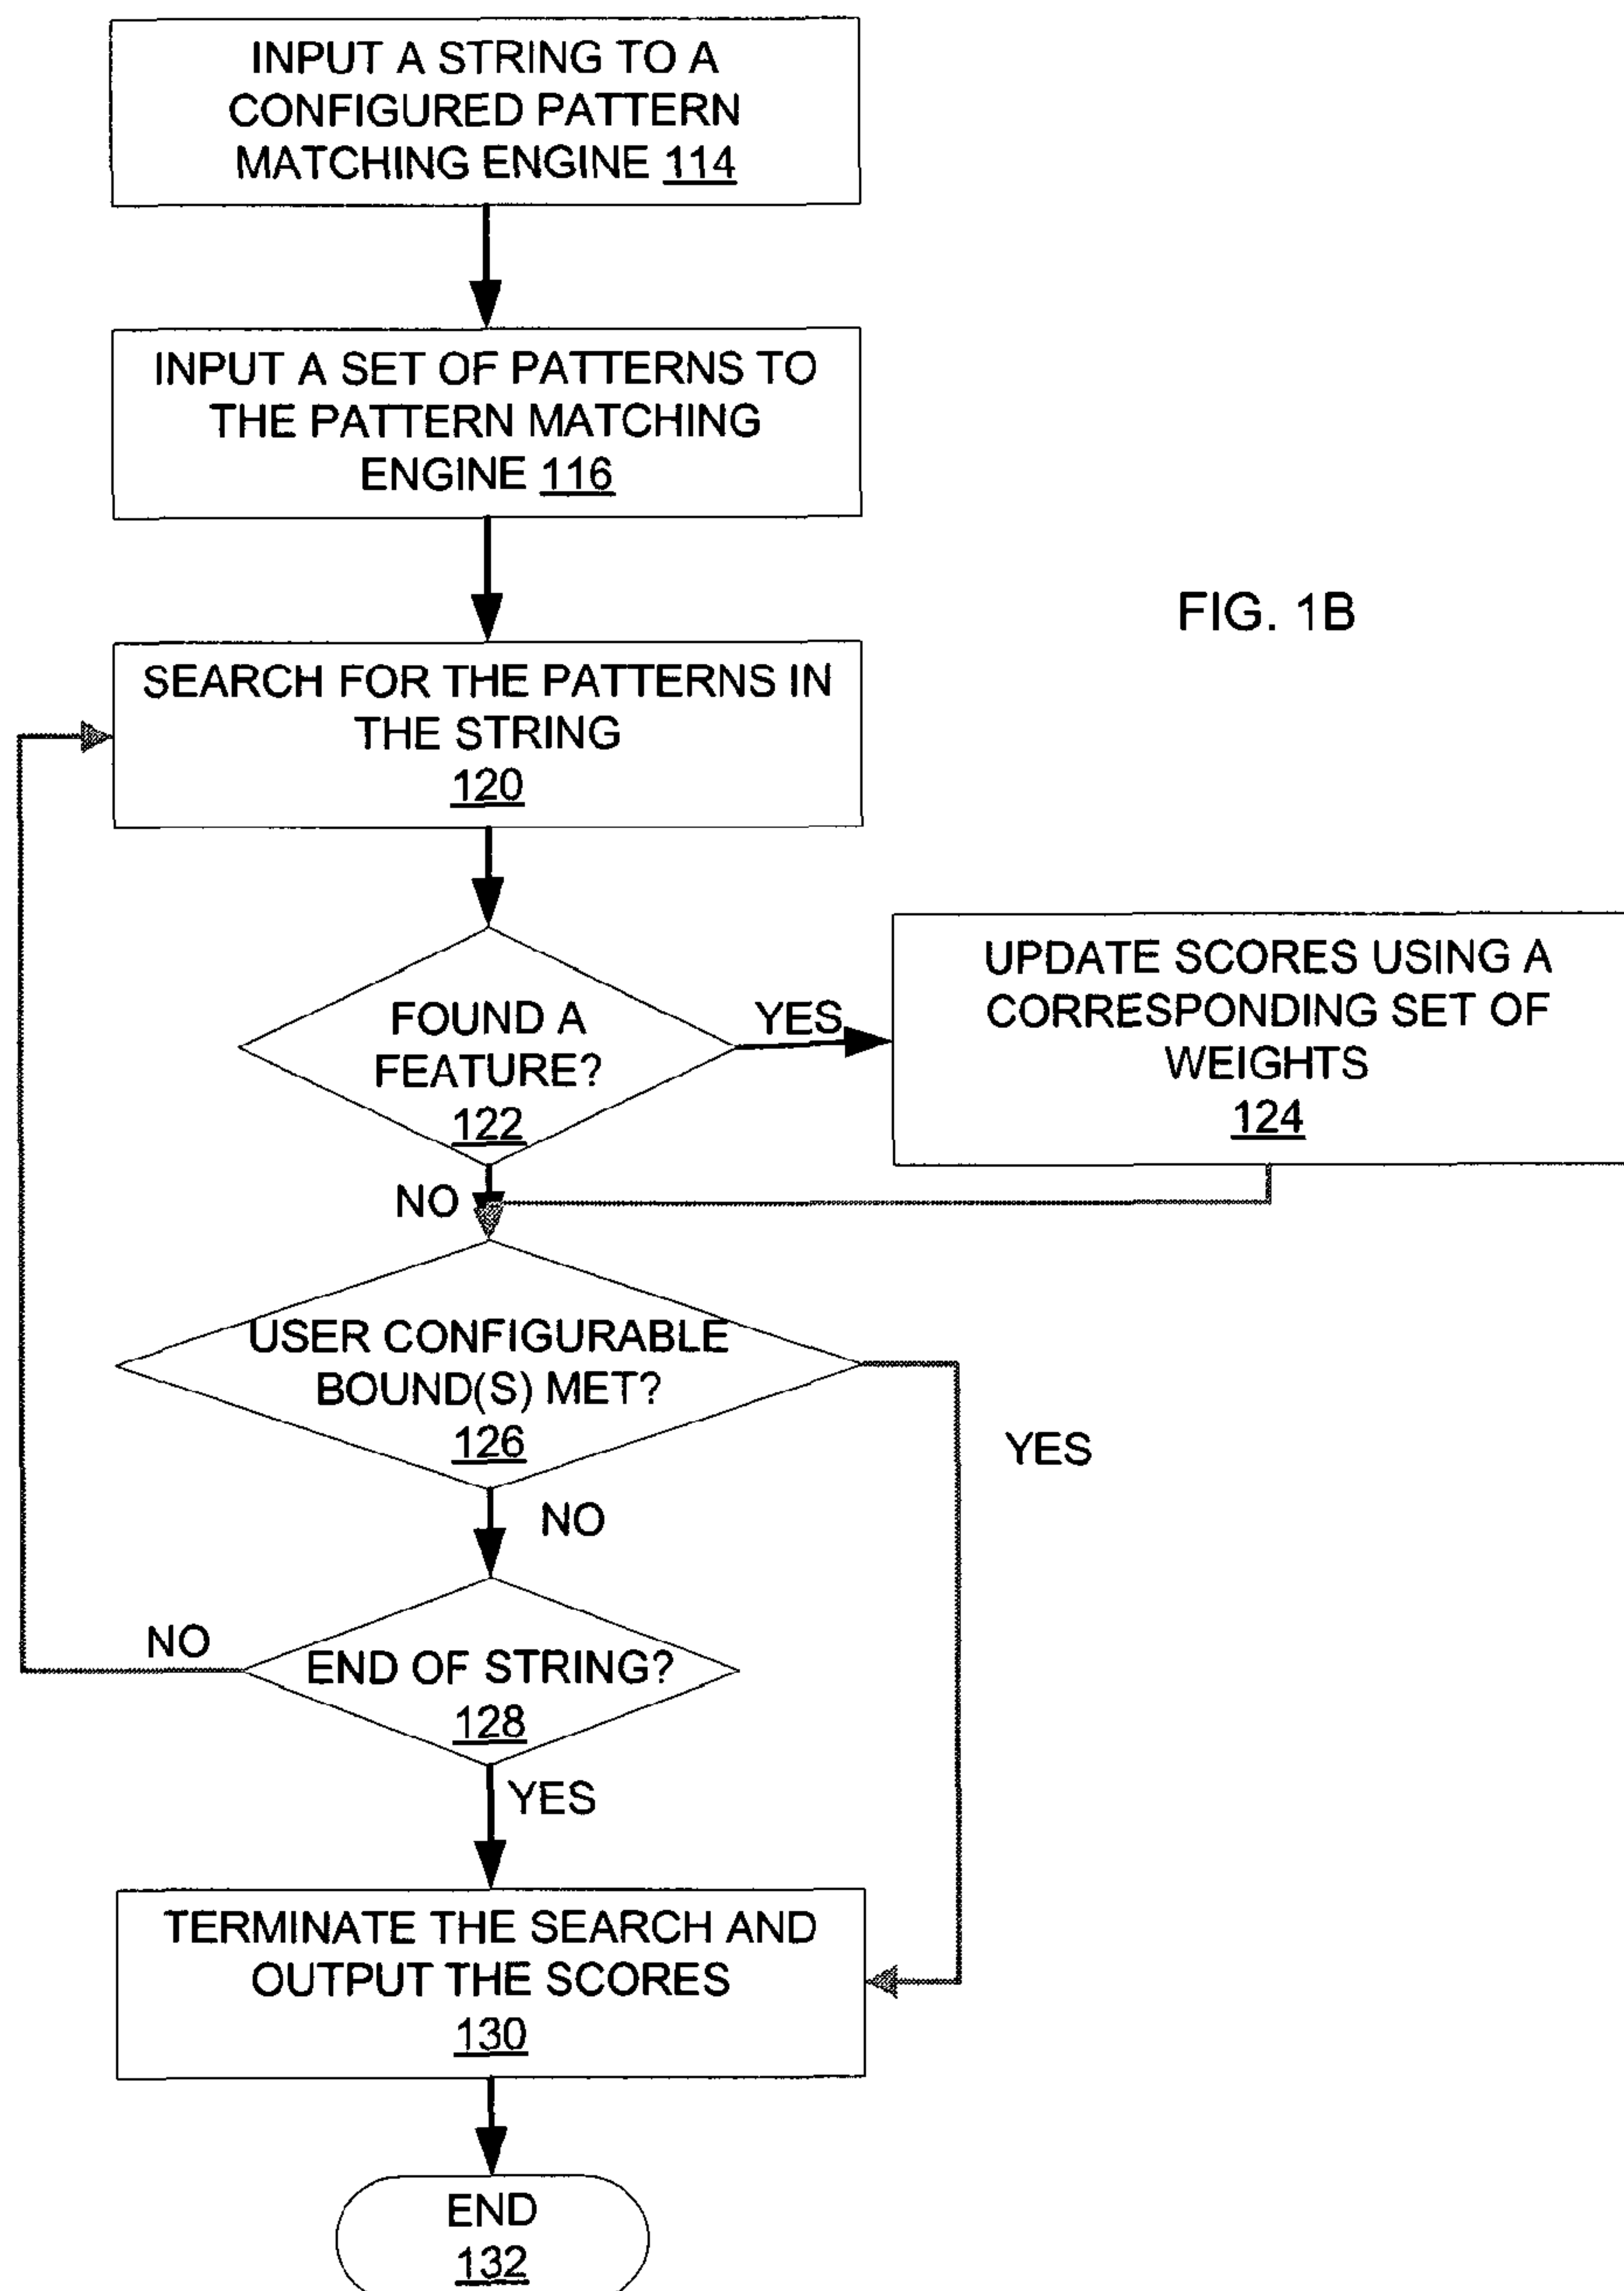 INPUT A STRING TO A
CONFIGURED PATTERN
MATCHING ENGINE 114
INPUT A SET OF PATTERNS TO
THE PATTERN MATCHING
ENGINE 116
FIG. 1B
SEARCH FOR THE PATTERNS IN
THE STRING
120
FOUND A
FEATURE?
122
YES
UPDATE SCORES USING A
CORRESPONDING SET OF
WEIGHTS
124
NO
USER CONFIGURABLE
BOUND(S) MET?
126
YES
NO
NO
END OF STRING?
128
YES
TERMINATE THE SEARCH AND
OUTPUT THE SCORES
130
END
132